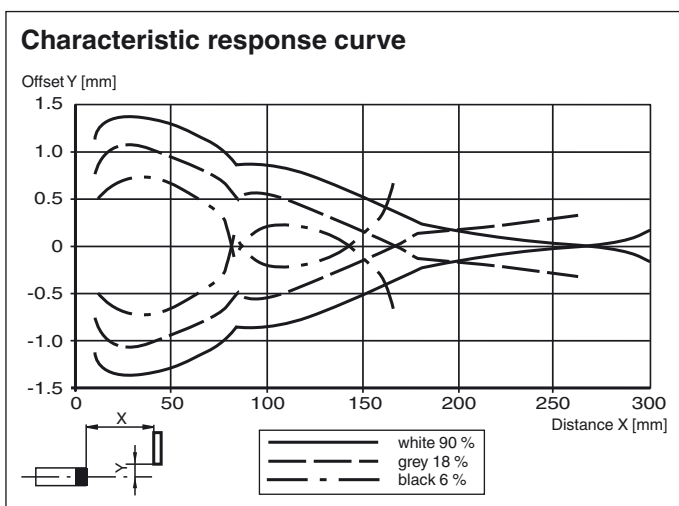 Characteristic response curve
Offset Y [mm]
1.5
1.0
0.5
0
-0.5
-1.0
-1.5
0 50 100 150 200 250 300
Distance X [mm]
X
Y
white 90 %
grey 18 %
black 6 %